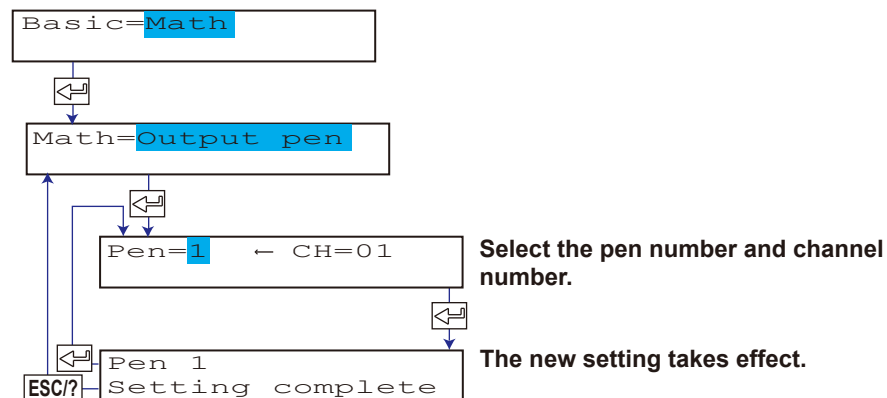 Basic=Math
Math=Output pen
Pen=1 ← CH=01
Select the pen number and channel
number.
Pen 1
Setting complete
The new setting takes effect.
ESC/?